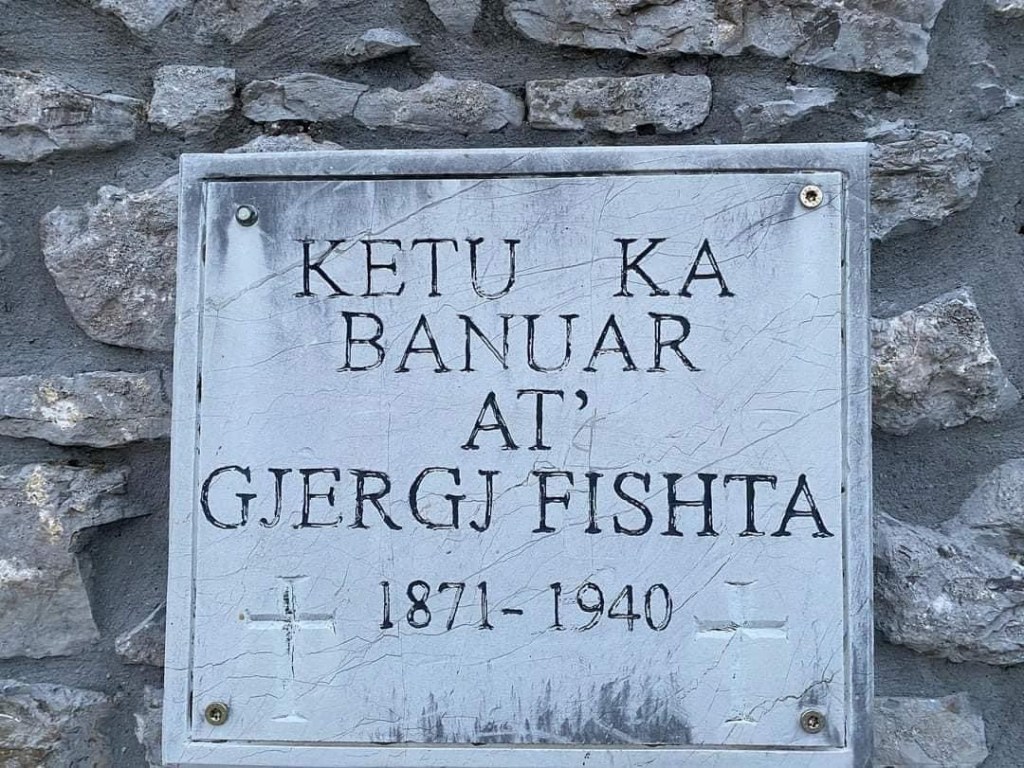 KETU KA
BANUAR
AT'
GJERGJ FISHTA
1871-1940